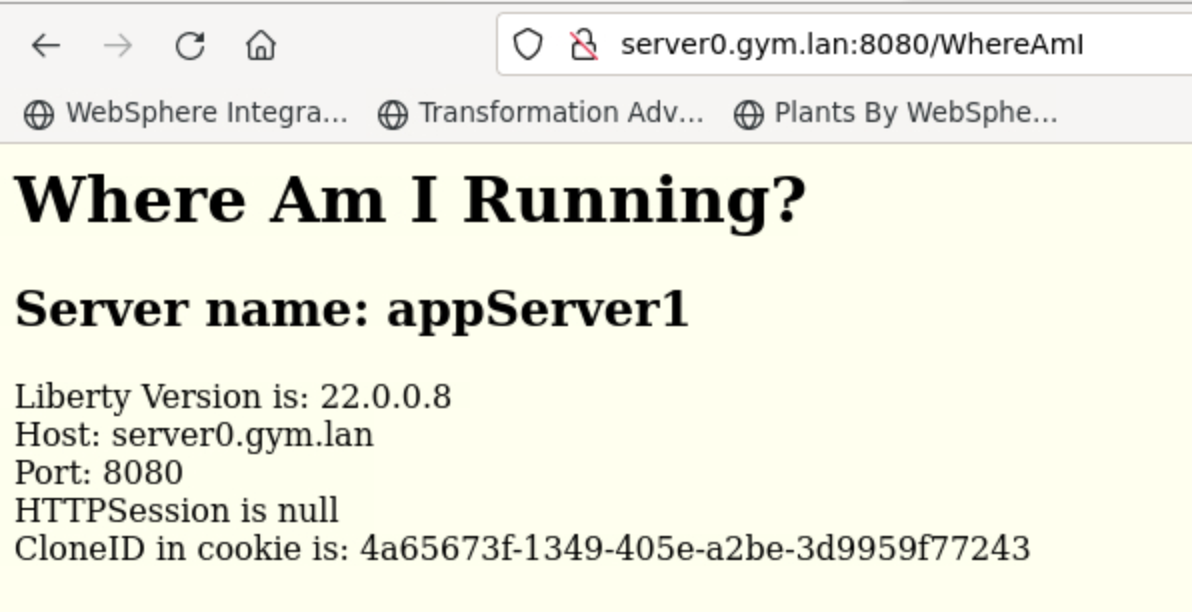 server0.gym.lan:8080/WhereAmI
WebSphere Integra... Transformation Adv... Plants By WebSphe...
Where Am I Running?
Server name: appServer1
Liberty Version is: 22.0.0.8
Host: server0.gym.lan
Port: 8080
HTTPSession is null
CloneID in cookie is: 4a65673f-1349-405e-a2be-3d9959f77243